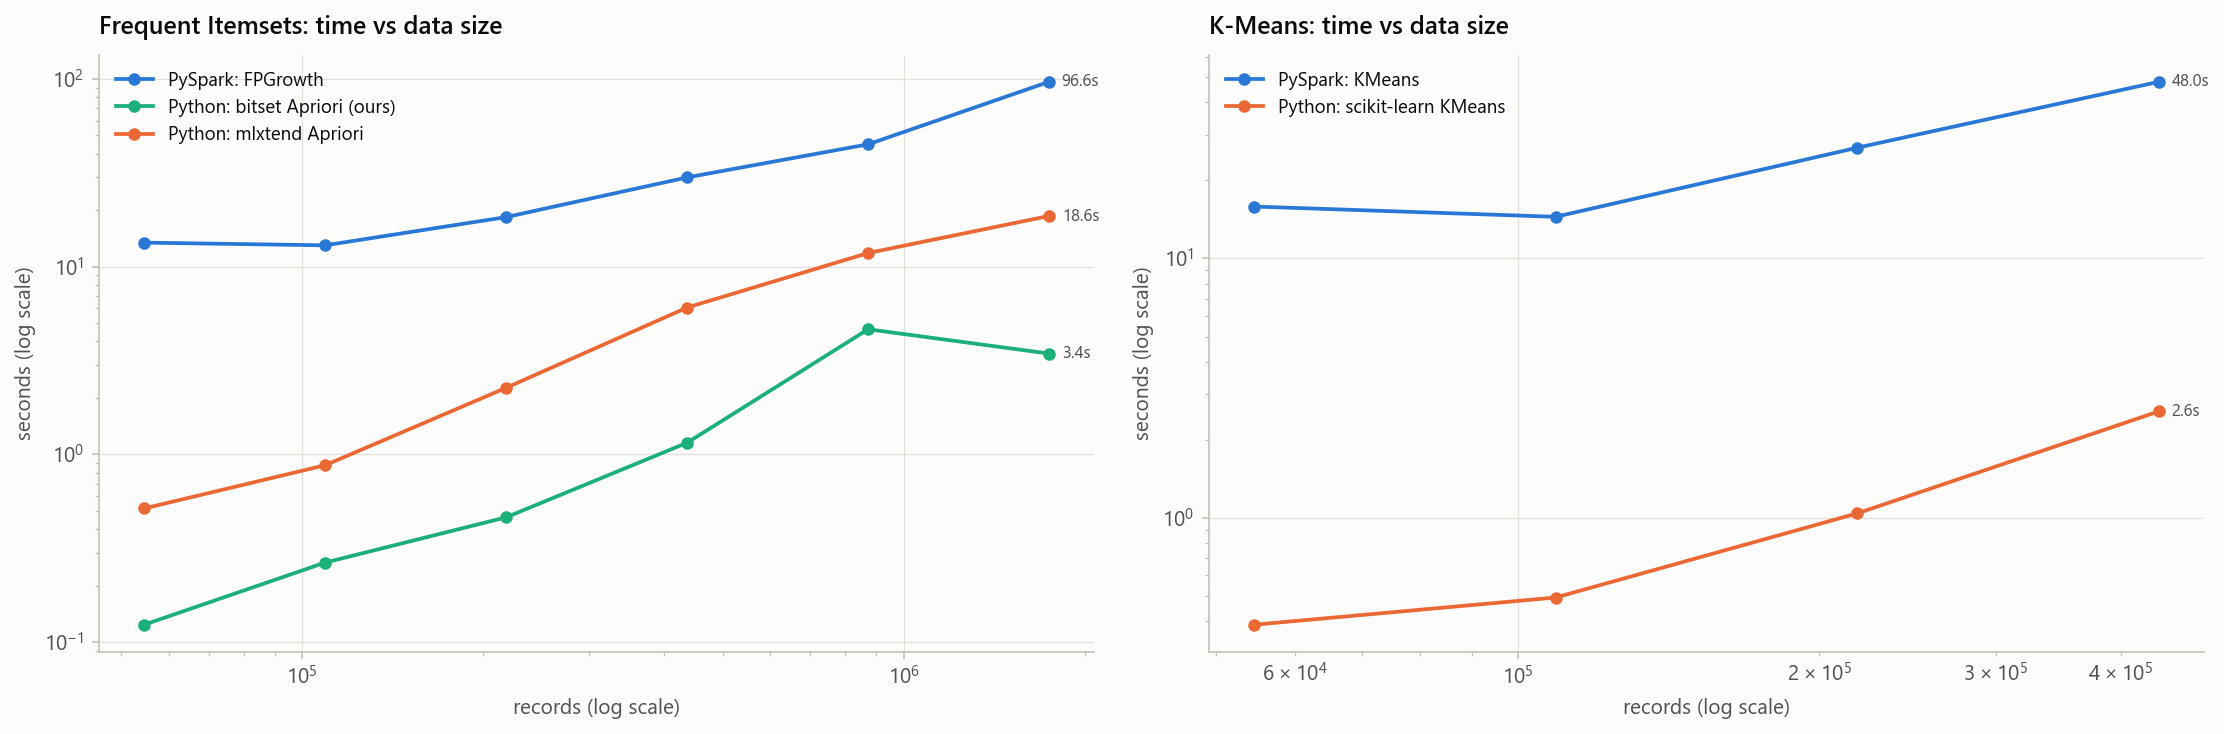 Frequent Itemsets: time vs data size
PySpark: FPGrowth
Python: bitset Apriori (ours)
Python: mlxtend Apriori
10²
10¹
10⁰
10⁻¹
seconds (log scale)
96.6s
18.6s
3.4s
10⁵ 10⁶
records (log scale)
K-Means: time vs data size
PySpark: KMeans
Python: scikit-learn KMeans
10¹
10⁰
seconds (log scale)
48.0s
2.6s
6 × 10⁴ 10⁵ 2 × 10⁵ 3 × 10⁵ 4 × 10⁵
records (log scale)